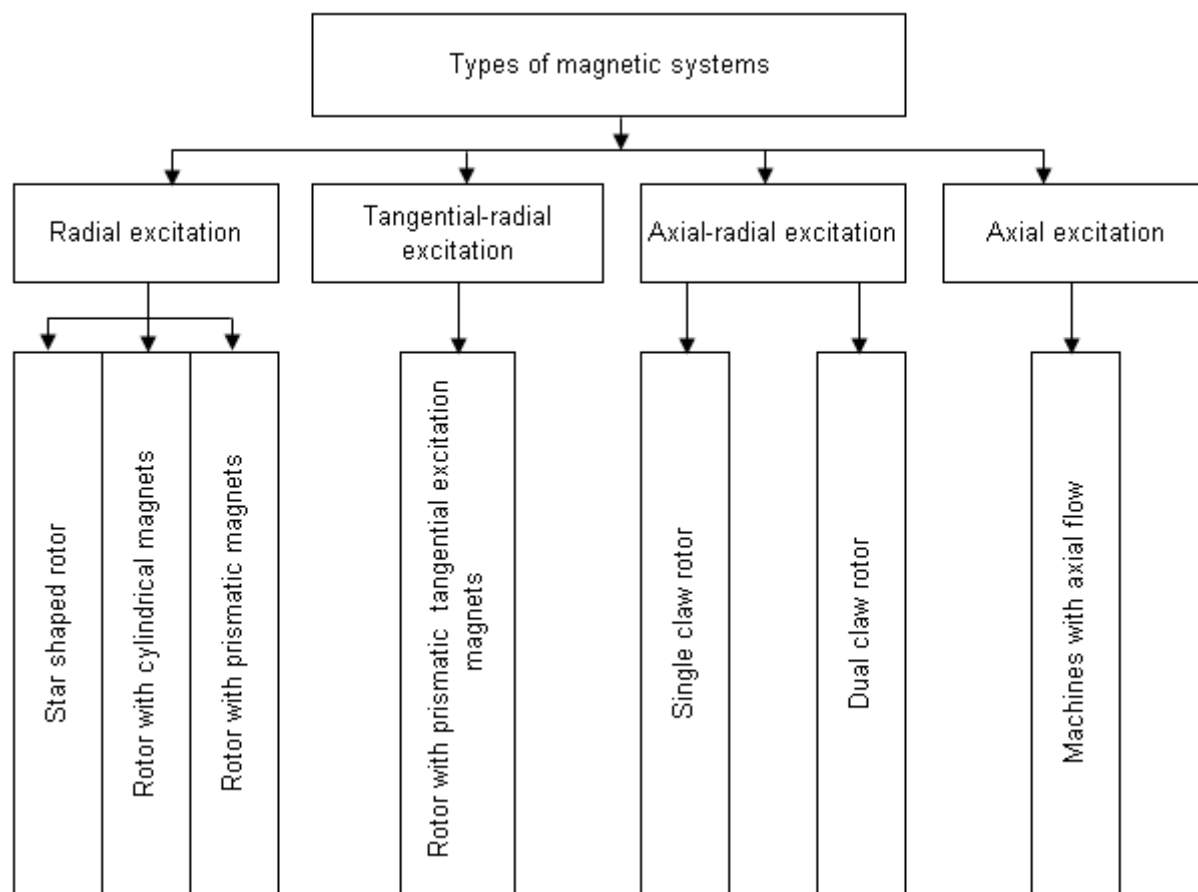 Types of magnetic systems
Radial excitation
Tangential-radial
excitation
Axial-radial excitation
Axial excitation
Star shaped rotor
Rotor with cylindrical magnets
Rotor with prismatic magnets
Rotor with prismatic tangential excitation
magnets
Single claw rotor
Dual claw rotor
Machines with axial flow